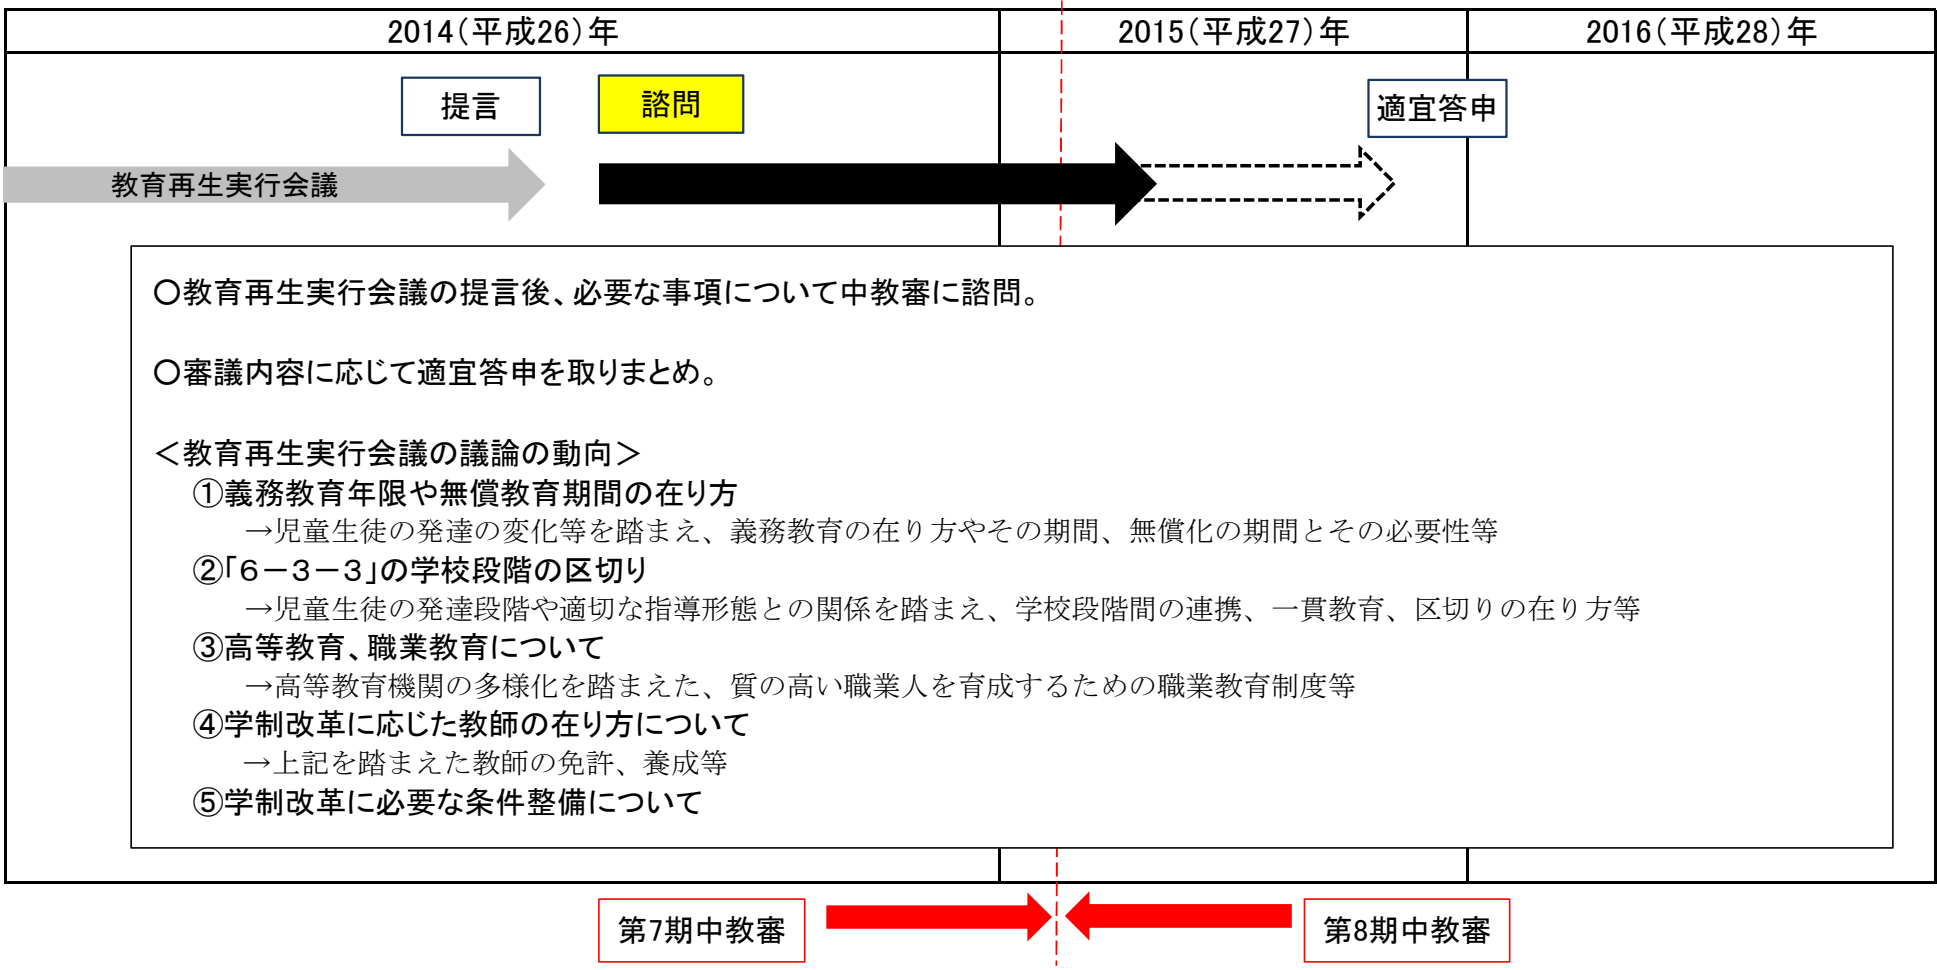 2014(平成26)年
2015(平成27)年
2016(平成28)年
提言
諮問
適宜答申
教育再生実行会議
○教育再生実行会議の提言後、必要な事項について中教審に諮問。
○審議内容に応じて適宜答申を取りまとめ。
＜教育再生実行会議の議論の動向＞
①義務教育年限や無償教育期間の在り方
→児童生徒の発達の変化等を踏まえ、義務教育の在り方やその期間、無償化の期間とその必要性等
②「６－３－３」の学校段階の区切り
→児童生徒の発達段階や適切な指導形態との関係を踏まえ、学校段階間の連携、一貫教育、区切りの在り方等
③高等教育、職業教育について
→高等教育機関の多様化を踏まえた、質の高い職業人を育成するための職業教育制度等
④学制改革に応じた教師の在り方について
→上記を踏まえた教師の免許、養成等
⑤学制改革に必要な条件整備について
第7期中教審
第8期中教審